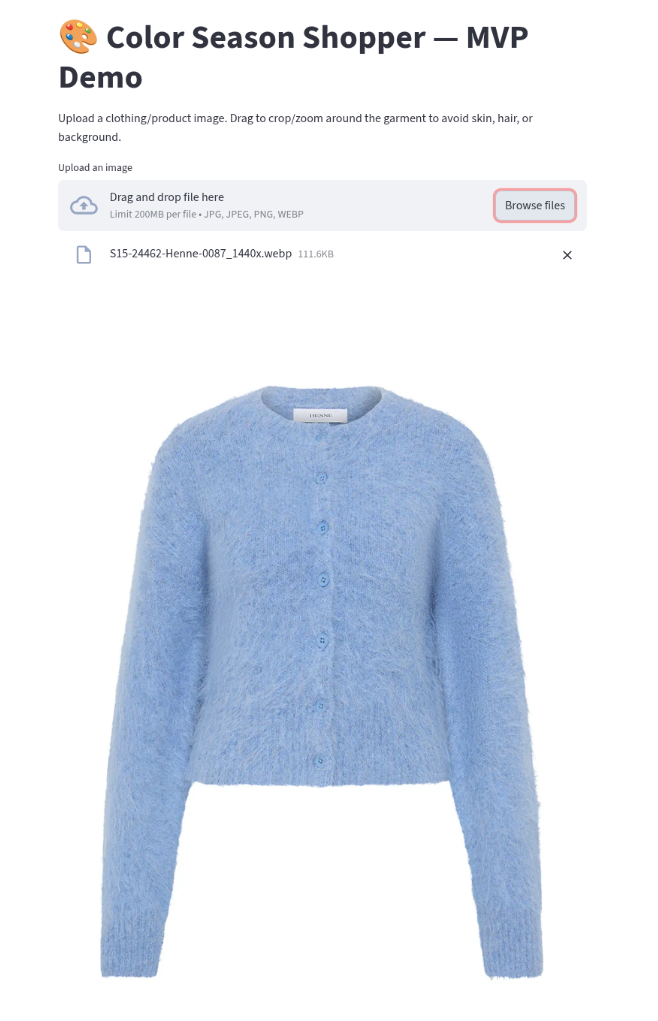 🎨 Color Season Shopper — MVP
Demo
Upload a clothing/product image. Drag to crop/zoom around the garment to avoid skin, hair, or
background.
Upload an image
Drag and drop file here
Limit 200MB per file • JPG, JPEG, PNG, WEBP
Browse files
S15-24462-Henne-0087_1440x.webp 111.6KB
HENNE